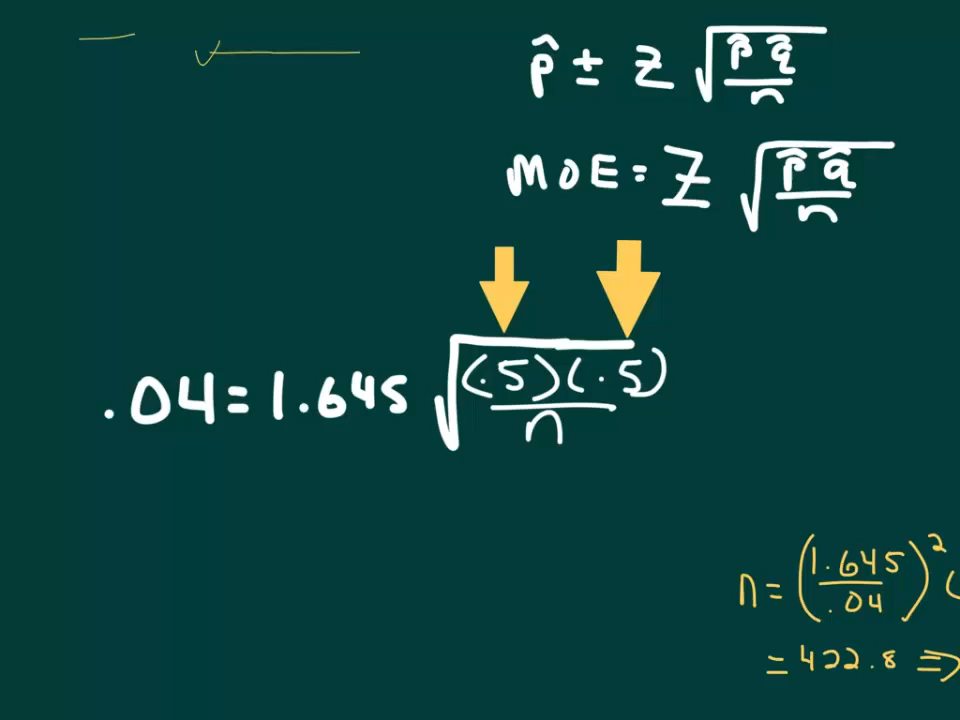 p̂ ± z √(p̂ q̂ / n)
MOE = Z √(p̂ q̂ / n)
.04 = 1.645 √((.5)(.5) / n)
n = (1.645 / .04)² (
= 422.8 ⇒